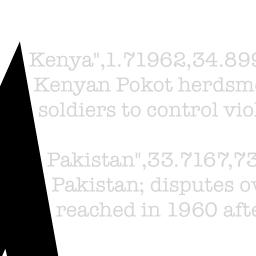 Kenya",1.71962,34.899
Kenyan Pokot herdsme
soldiers to control viol
Pakistan",33.7167,73
Pakistan; disputes ov
reached in 1960 afte